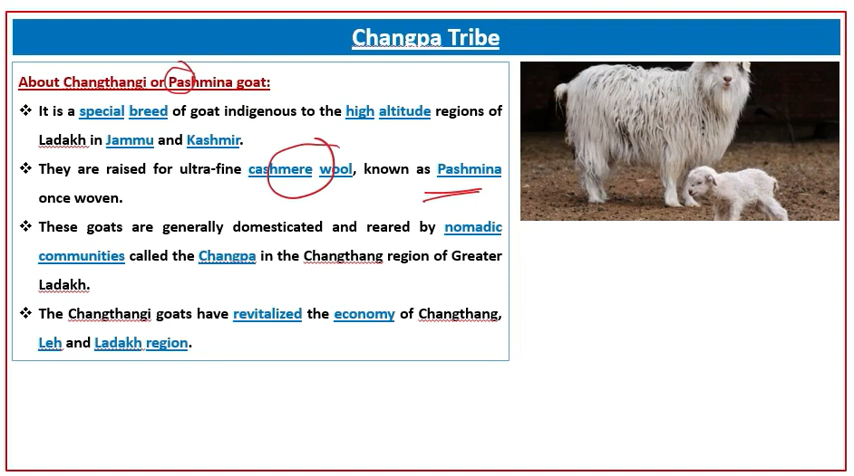 Changpa Tribe
About Changthangi or Pashmina goat:
❖ It is a special breed of goat indigenous to the high altitude regions of
Ladakh in Jammu and Kashmir.
❖ They are raised for ultra-fine cashmere wool, known as Pashmina
once woven.
❖ These goats are generally domesticated and reared by nomadic
communities called the Changpa in the Changthang region of Greater
Ladakh.
❖ The Changthangi goats have revitalized the economy of Changthang,
Leh and Ladakh region.